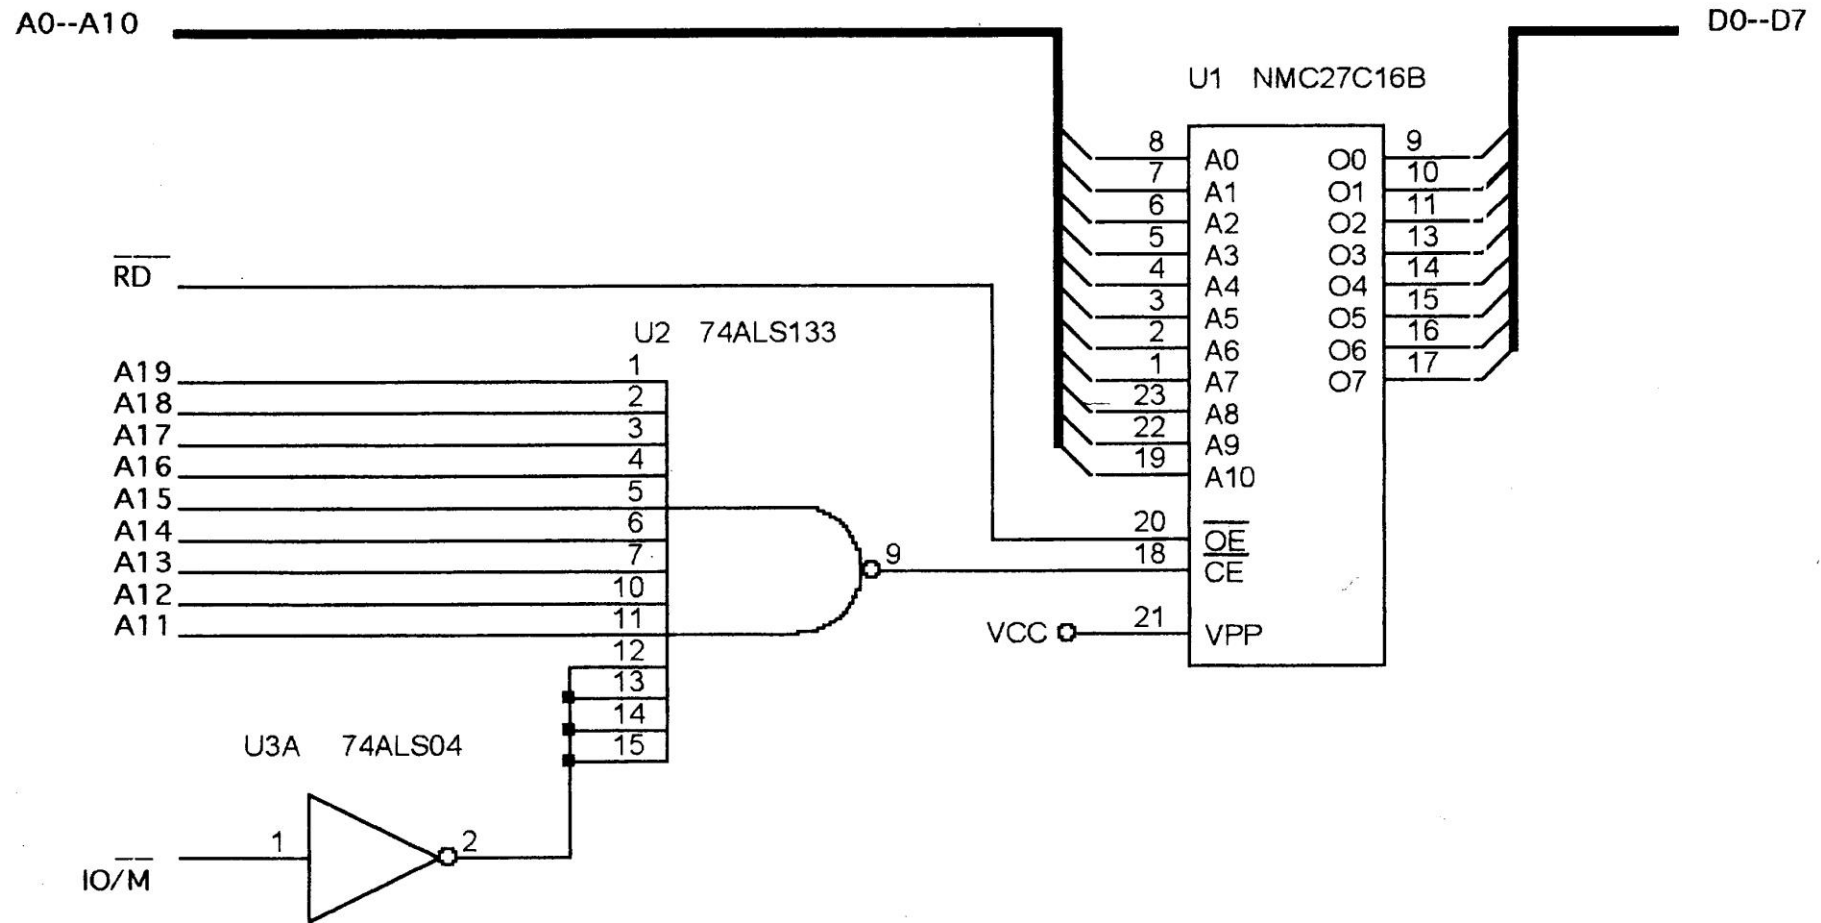 A0--A10
D0--D7
U1 NMC27C16B
8 A0 O0 9
7 A1 O1 10
6 A2 O2 11
5 A3 O3 13
4 A4 O4 14
3 A5 O5 15
2 A6 O6 16
1 A7 O7 17
23 A8
22 A9
19 A10
RD
20 OE
18 CE
VCC 21 VPP
U2 74ALS133
A19 1
A18 2
A17 3
A16 4
A15 5
A14 6
A13 7
A12 10
A11 11
12
13
14
15
9
U3A 74ALS04
1 2
IO/M